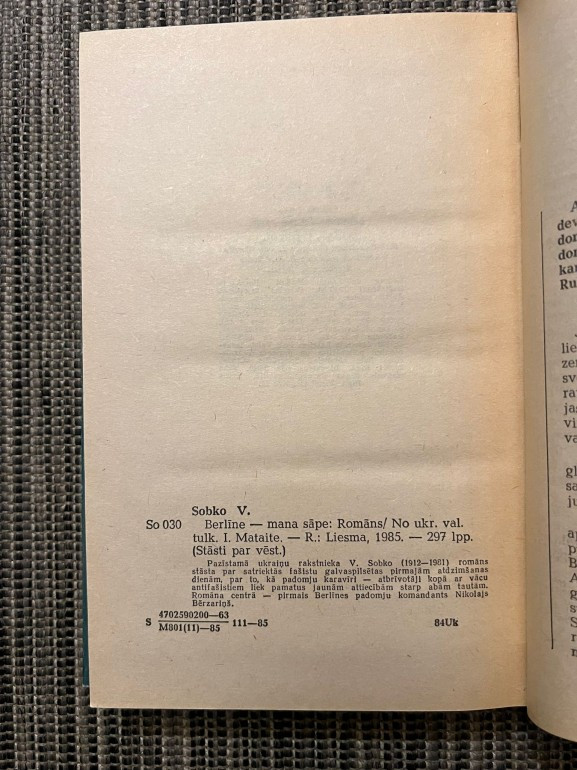 Sobko V.
So 030 Berlīne — mana sāpe: Romāns/ No ukr. val.
tulk. I. Mataite. — R.: Liesma, 1985. — 297 lpp.
(Stāsti par vēst.)
Pazīstamā ukraiņu rakstnieka V. Sobko (1912—1981) romāns
stāsta par satriektās fašistu galvaspilsētas pirmajām atdzimšanas
dienām, par to, kā padomju karavīri — atbrīvotāji kopā ar vācu
antifašistiem liek pamatus jaunām attiecībām starp abām tautām.
Romāna centrā — pirmais Berlīnes padomju komandants Nikolajs
Bērzariņš.
S 4702590200—63
M801(11)—85 111—85 84Uk